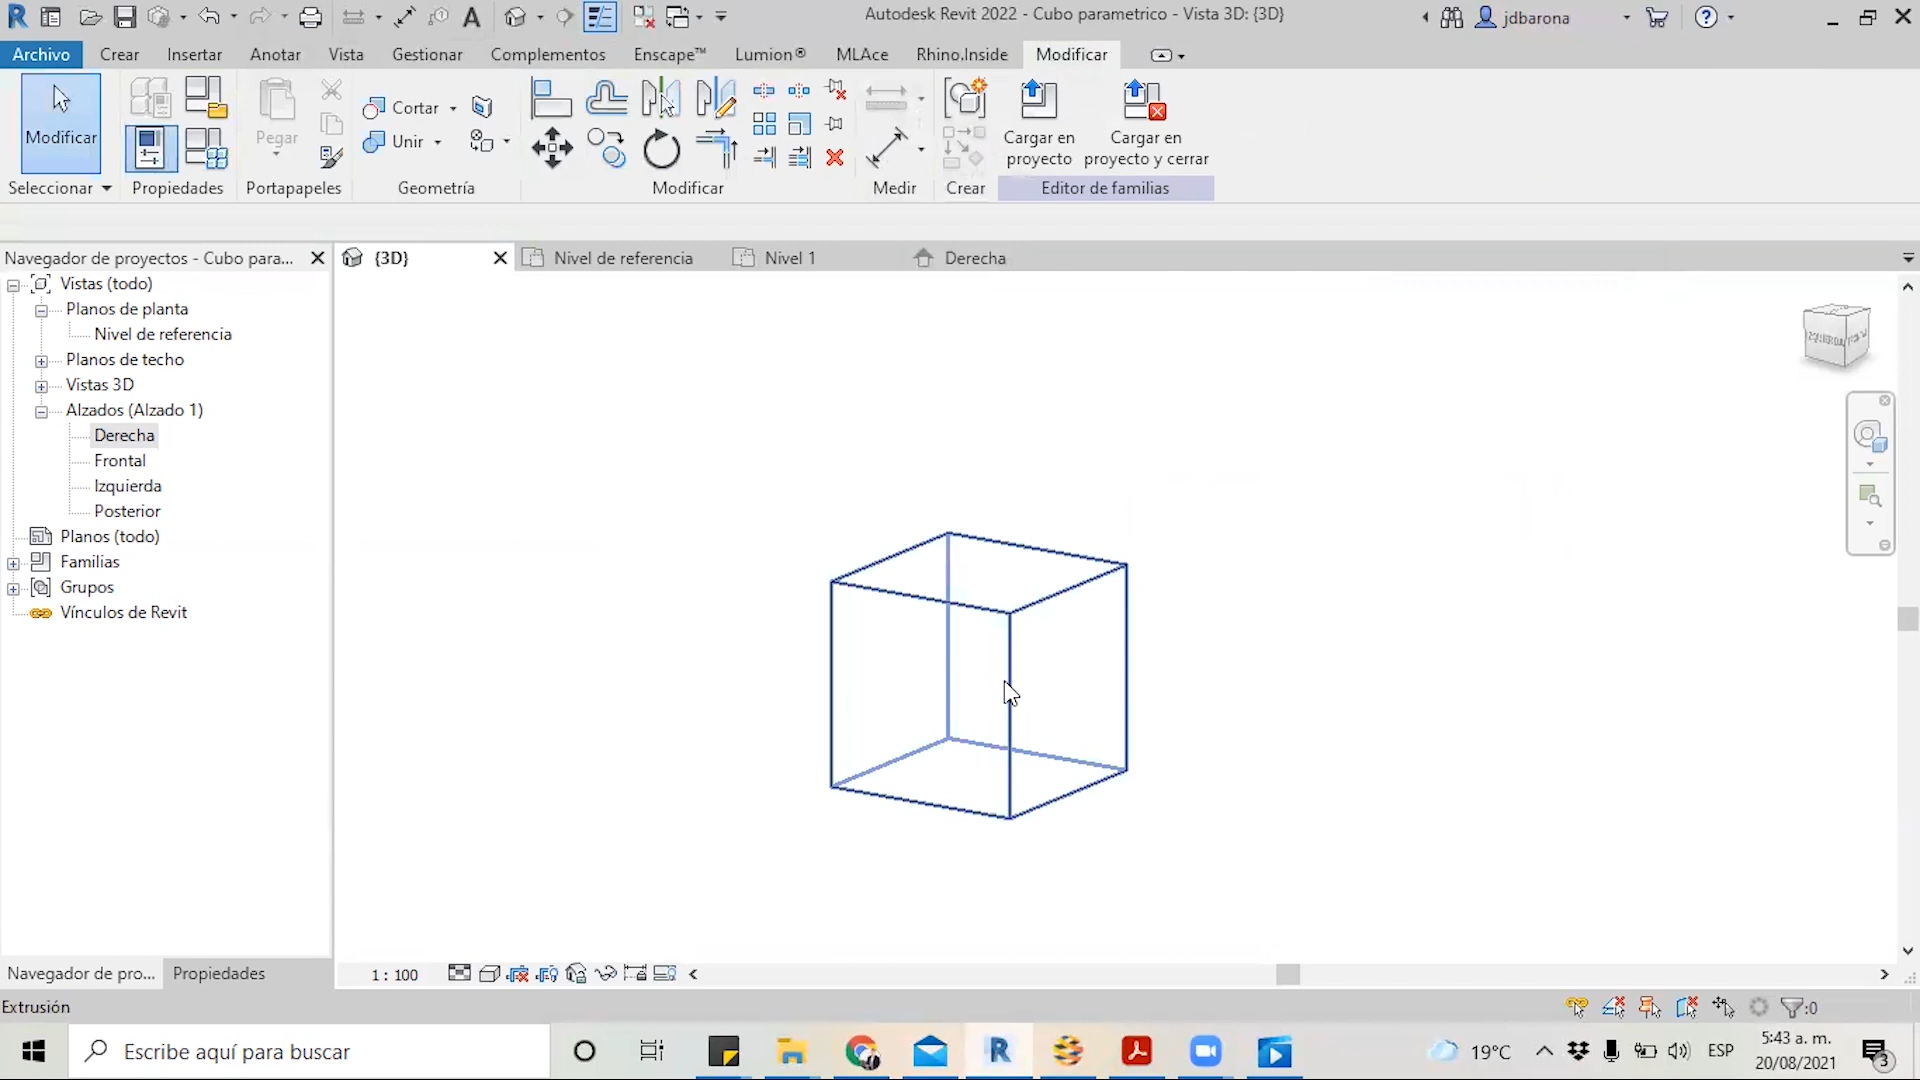 Autodesk Revit 2022 - Cubo parametrico - Vista 3D: {3D}
jdbarona
Archivo
Crear
Insertar
Anotar
Vista
Gestionar
Complementos
Enscape™
Lumion®
MLAce
Rhino.Inside
Modificar
Modificar
Pegar
Cortar
Unir
Cargar en
proyecto
Cargar en
proyecto y cerrar
Seleccionar
Propiedades
Portapapeles
Geometría
Modificar
Medir
Crear
Editor de familias
Navegador de proyectos - Cubo para...
{3D}
Nivel de referencia
Nivel 1
Derecha
Vistas (todo)
Planos de planta
Nivel de referencia
Planos de techo
Vistas 3D
Alzados (Alzado 1)
Derecha
Frontal
Izquierda
Posterior
Planos (todo)
Familias
Grupos
Vínculos de Revit
Navegador de pro...
Propiedades
1 : 100
Extrusión
:0
Escribe aquí para buscar
19°C
ESP
5:43 a. m.
20/08/2021
3